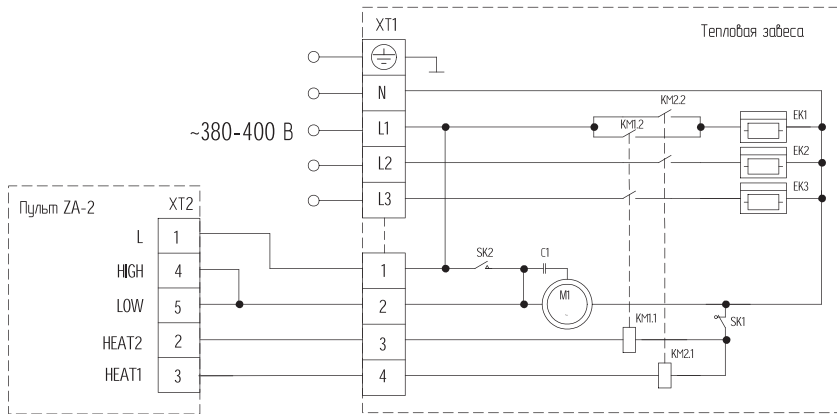 XT1
Тепловая завеса
N
KM2.2
~380-400 В
L1
KM1.2
EK1
L2
EK2
L3
EK3
Пульт ZA-2
XT2
L
1
1
SK2
C1
HIGH
4
LOW
5
2
M1
SK1
HEAT2
2
3
KM1.1
HEAT1
3
4
KM2.1